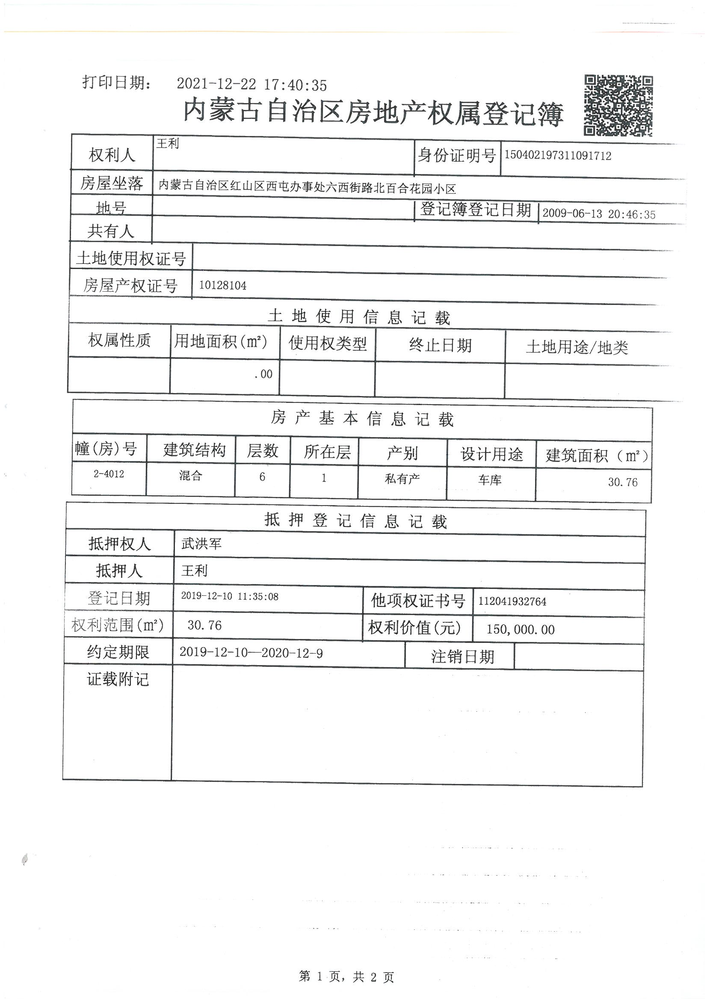 打印日期： 2021-12-22 17:40:35
内蒙古自治区房地产权属登记簿
权利人 王利 身份证明号 150402197311091712
房屋坐落 内蒙古自治区红山区西屯办事处六西街路北百合花园小区
地号 登记簿登记日期 2009-06-13 20:46:35
共有人
土地使用权证号
房屋产权证号 10128104
土地使用信息记载
权属性质 用地面积(㎡) 使用权类型 终止日期 土地用途/地类
.00
房产基本信息记载
幢(房)号 建筑结构 层数 所在层 产别 设计用途 建筑面积（㎡）
2-4012 混合 6 1 私有产 车库 30.76
抵押登记信息记载
抵押权人 武洪军
抵押人 王利
登记日期 2019-12-10 11:35:08 他项权证书号 112041932764
权利范围(㎡) 30.76 权利价值(元) 150,000.00
约定期限 2019-12-10—2020-12-9 注销日期
证载附记
第 1 页，共 2 页